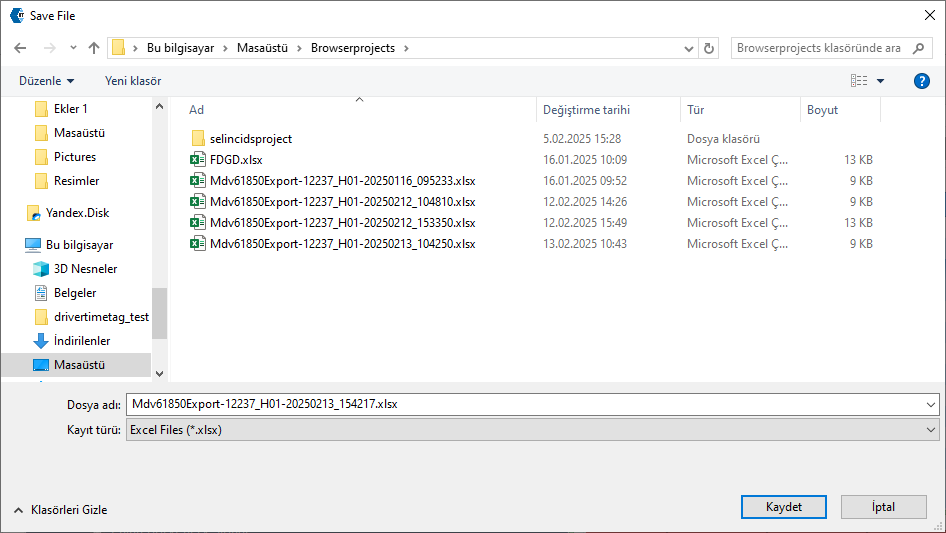 Save File
Bu bilgisayar > Masaüstü > Browserprojects >
Browserprojects klasöründe ara
Düzenle
Yeni klasör
Ekler 1
Masaüstü
Pictures
Resimler
Yandex.Disk
Bu bilgisayar
3D Nesneler
Belgeler
drivertimetag_test
İndirilenler
Masaüstü
Ad Değiştirme tarihi Tür Boyut
selincidsproject 5.02.2025 15:28 Dosya klasörü
FDGD.xlsx 16.01.2025 10:09 Microsoft Excel Ç... 13 KB
Mdv61850Export-12237_H01-20250116_095233.xlsx 16.01.2025 09:52 Microsoft Excel Ç... 9 KB
Mdv61850Export-12237_H01-20250212_104810.xlsx 12.02.2025 14:26 Microsoft Excel Ç... 9 KB
Mdv61850Export-12237_H01-20250212_153350.xlsx 12.02.2025 15:49 Microsoft Excel Ç... 13 KB
Mdv61850Export-12237_H01-20250213_104250.xlsx 13.02.2025 10:43 Microsoft Excel Ç... 9 KB
Dosya adı: Mdv61850Export-12237_H01-20250213_154217.xlsx
Kayıt türü: Excel Files (*.xlsx)
Klasörleri Gizle
Kaydet
İptal